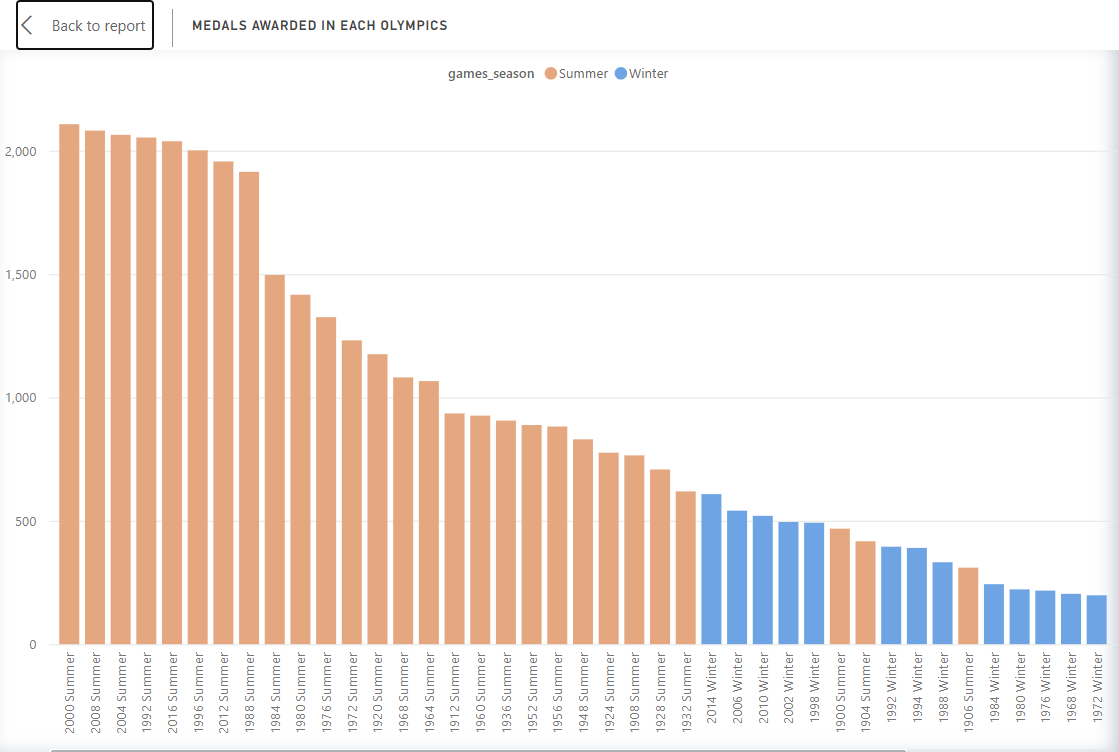 Back to report
MEDALS AWARDED IN EACH OLYMPICS
games_season Summer Winter
2,000
1,500
1,000
500
0
2000 Summer
2008 Summer
2004 Summer
1992 Summer
2016 Summer
1996 Summer
2012 Summer
1988 Summer
1984 Summer
1980 Summer
1976 Summer
1972 Summer
1920 Summer
1968 Summer
1964 Summer
1912 Summer
1960 Summer
1936 Summer
1952 Summer
1956 Summer
1948 Summer
1924 Summer
1908 Summer
1928 Summer
1932 Summer
2014 Winter
2006 Winter
2010 Winter
2002 Winter
1998 Winter
1900 Summer
1904 Summer
1992 Winter
1994 Winter
1988 Winter
1906 Summer
1984 Winter
1980 Winter
1976 Winter
1968 Winter
1972 Winter